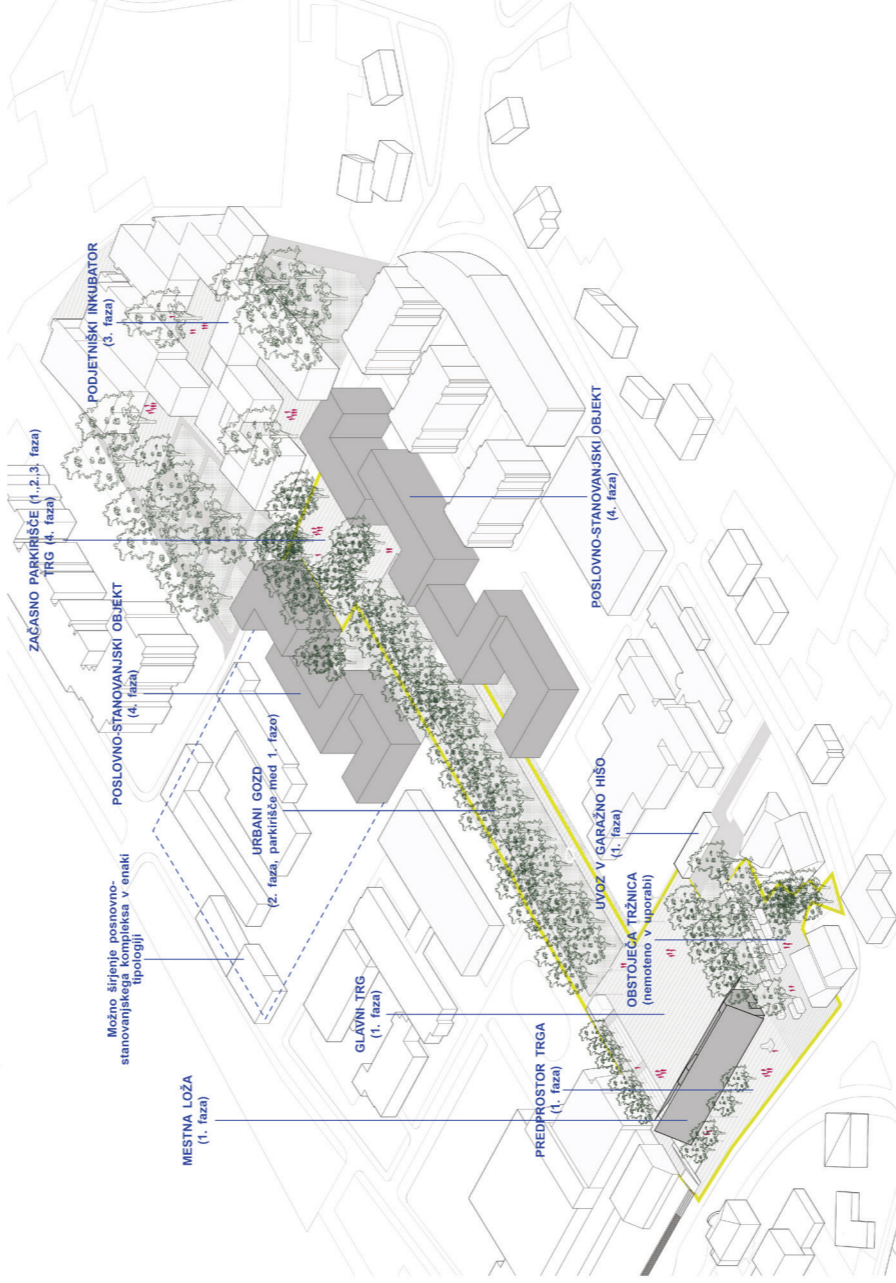 MESTNA LOŽA
(1. faza)
Možno širjenje posnovno-
stanovanjskega kompleksa v enaki
tipologiji
POSLOVNO-STANOVANJSKI OBJEKT
(4. faza)
ZAČASNO PARKIRIŠČE (1.,2.,3. faza)
TRG (4. faza)
PODJETNIŠKI INKUBATOR
(3. faza)
URBANI GOZD
(2. faza, parkirišče med 1. fazo)
GLAVNI TRG
(1. faza)
PREDPROSTOR TRGA
(1. faza)
OBSTOJEČA TRŽNICA
(nemoteno v uporabi)
UVOZ V GARAŽNO HIŠO
(1. faza)
POSLOVNO-STANOVANJSKI OBJEKT
(4. faza)